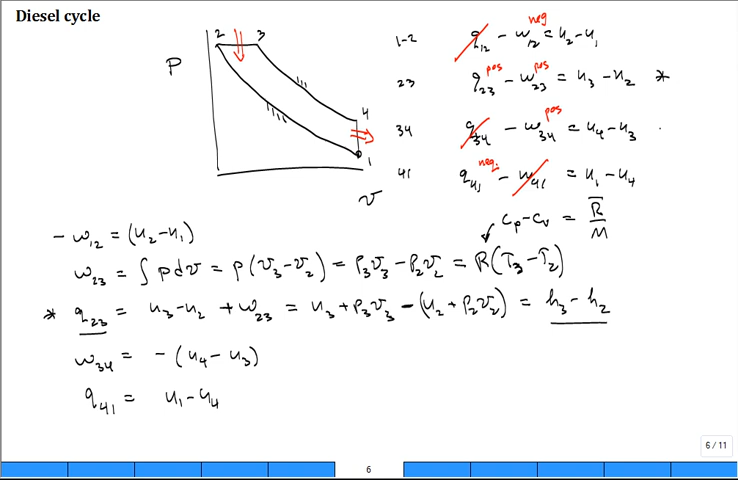 Diesel cycle
2 3
P
4
1
v
neg
1-2 q₁₂ - w₁₂ = u₂ - u₁
pos pos
23 q₂₃ - w₂₃ = u₃ - u₂ *
pos
34 q₃₄ - w₃₄ = u₄ - u₃
neg.
41 q₄₁ - w₄₁ = u₁ - u₄
Cp - Cv = R̅/M
- w₁₂ = (u₂ - u₁)
w₂₃ = ∫ p dv = p(v₃ - v₂) = P₃v₃ - P₂v₂ = R(T₃ - T₂)
* q₂₃ = u₃ - u₂ + w₂₃ = u₃ + P₃v₃ - (u₂ + P₂v₂) = h₃ - h₂
w₃₄ = - (u₄ - u₃)
q₄₁ = u₁ - u₄
6 / 11
6